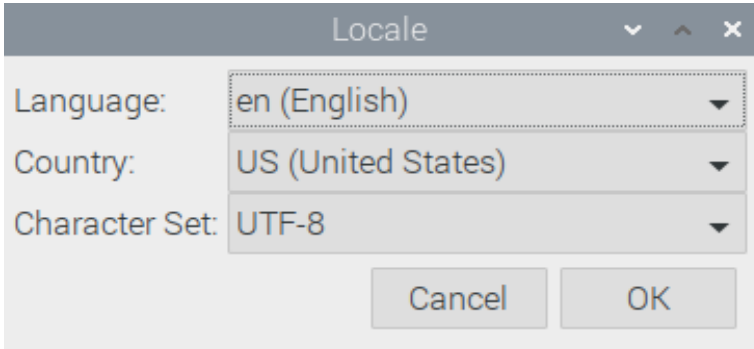 Locale
Language: en (English)
Country: US (United States)
Character Set: UTF-8
Cancel OK